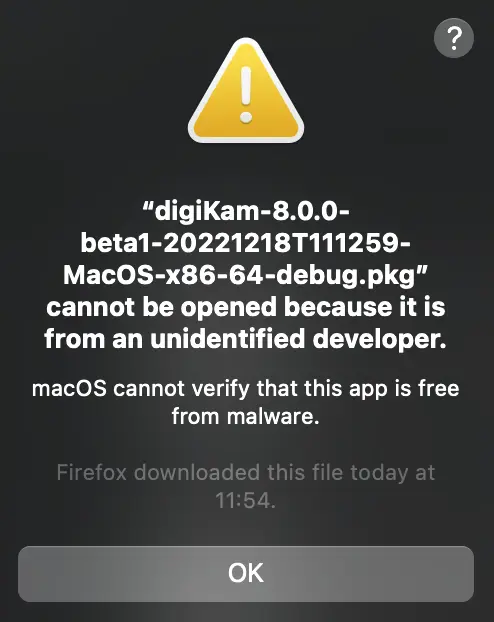 ?
“digiKam-8.0.0-
beta1-20221218T111259-
MacOS-x86-64-debug.pkg”
cannot be opened because it is
from an unidentified developer.
macOS cannot verify that this app is free
from malware.
Firefox downloaded this file today at
11:54.
OK